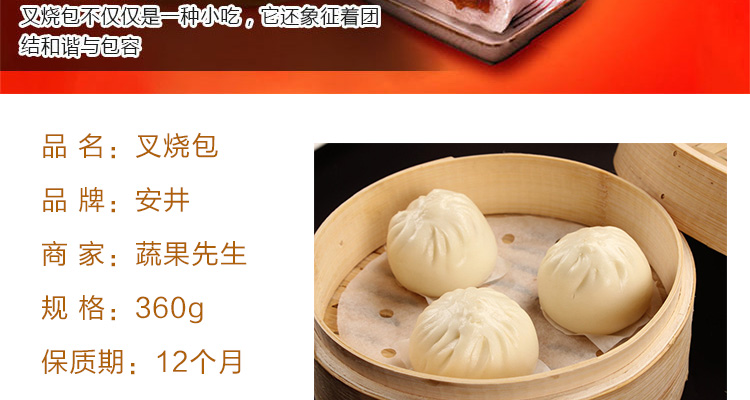 叉烧包不仅仅是一种小吃，它还象征着团
结和谐与包容
品 名：叉烧包
品 牌：安井
商 家：蔬果先生
规 格：360g
保质期：12个月